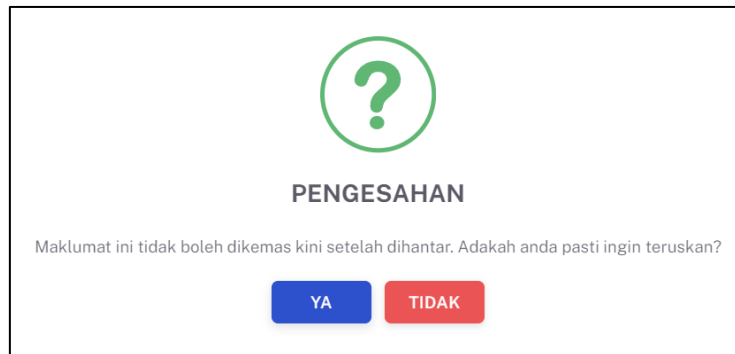 ?
PENGESAHAN
Maklumat ini tidak boleh dikemas kini setelah dihantar. Adakah anda pasti ingin teruskan?
YA TIDAK